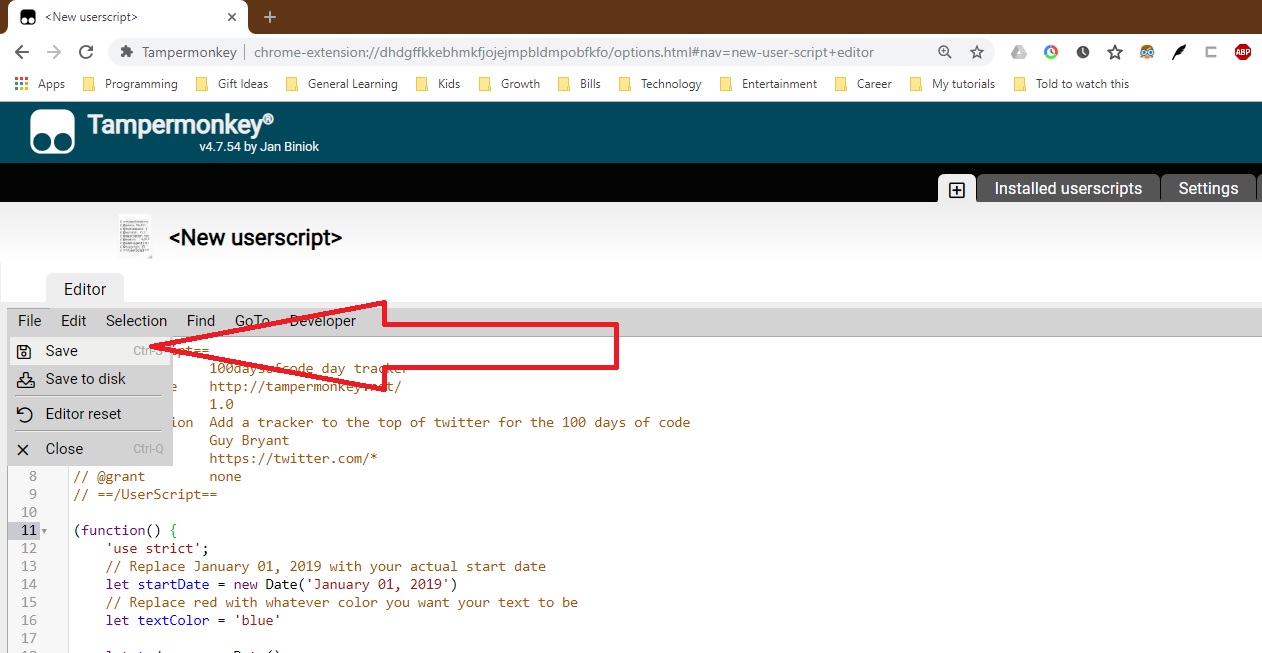 <New userscript>
Tampermonkey | chrome-extension://dhdgffkkebhmkfjojejmpbldmpobfkfo/options.html#nav=new-user-script+editor
ABP
Apps Programming Gift Ideas General Learning Kids Growth Bills Technology Entertainment Career My tutorials Told to watch this
Tampermonkey®
v4.7.54 by Jan Biniok
Installed userscripts Settings
<New userscript>
Editor
File Edit Selection Find GoTo Developer
Save Ctrl-S
Save to disk
Editor reset
Close Ctrl-Q
pt==
100daysofcode day tracker
e http://tampermonkey.net/
1.0
ion Add a tracker to the top of twitter for the 100 days of code
Guy Bryant
https://twitter.com/*
8 // @grant none
9 // ==/UserScript==
10
11 (function() {
12 'use strict';
13 // Replace January 01, 2019 with your actual start date
14 let startDate = new Date('January 01, 2019')
15 // Replace red with whatever color you want your text to be
16 let textColor = 'blue'
17